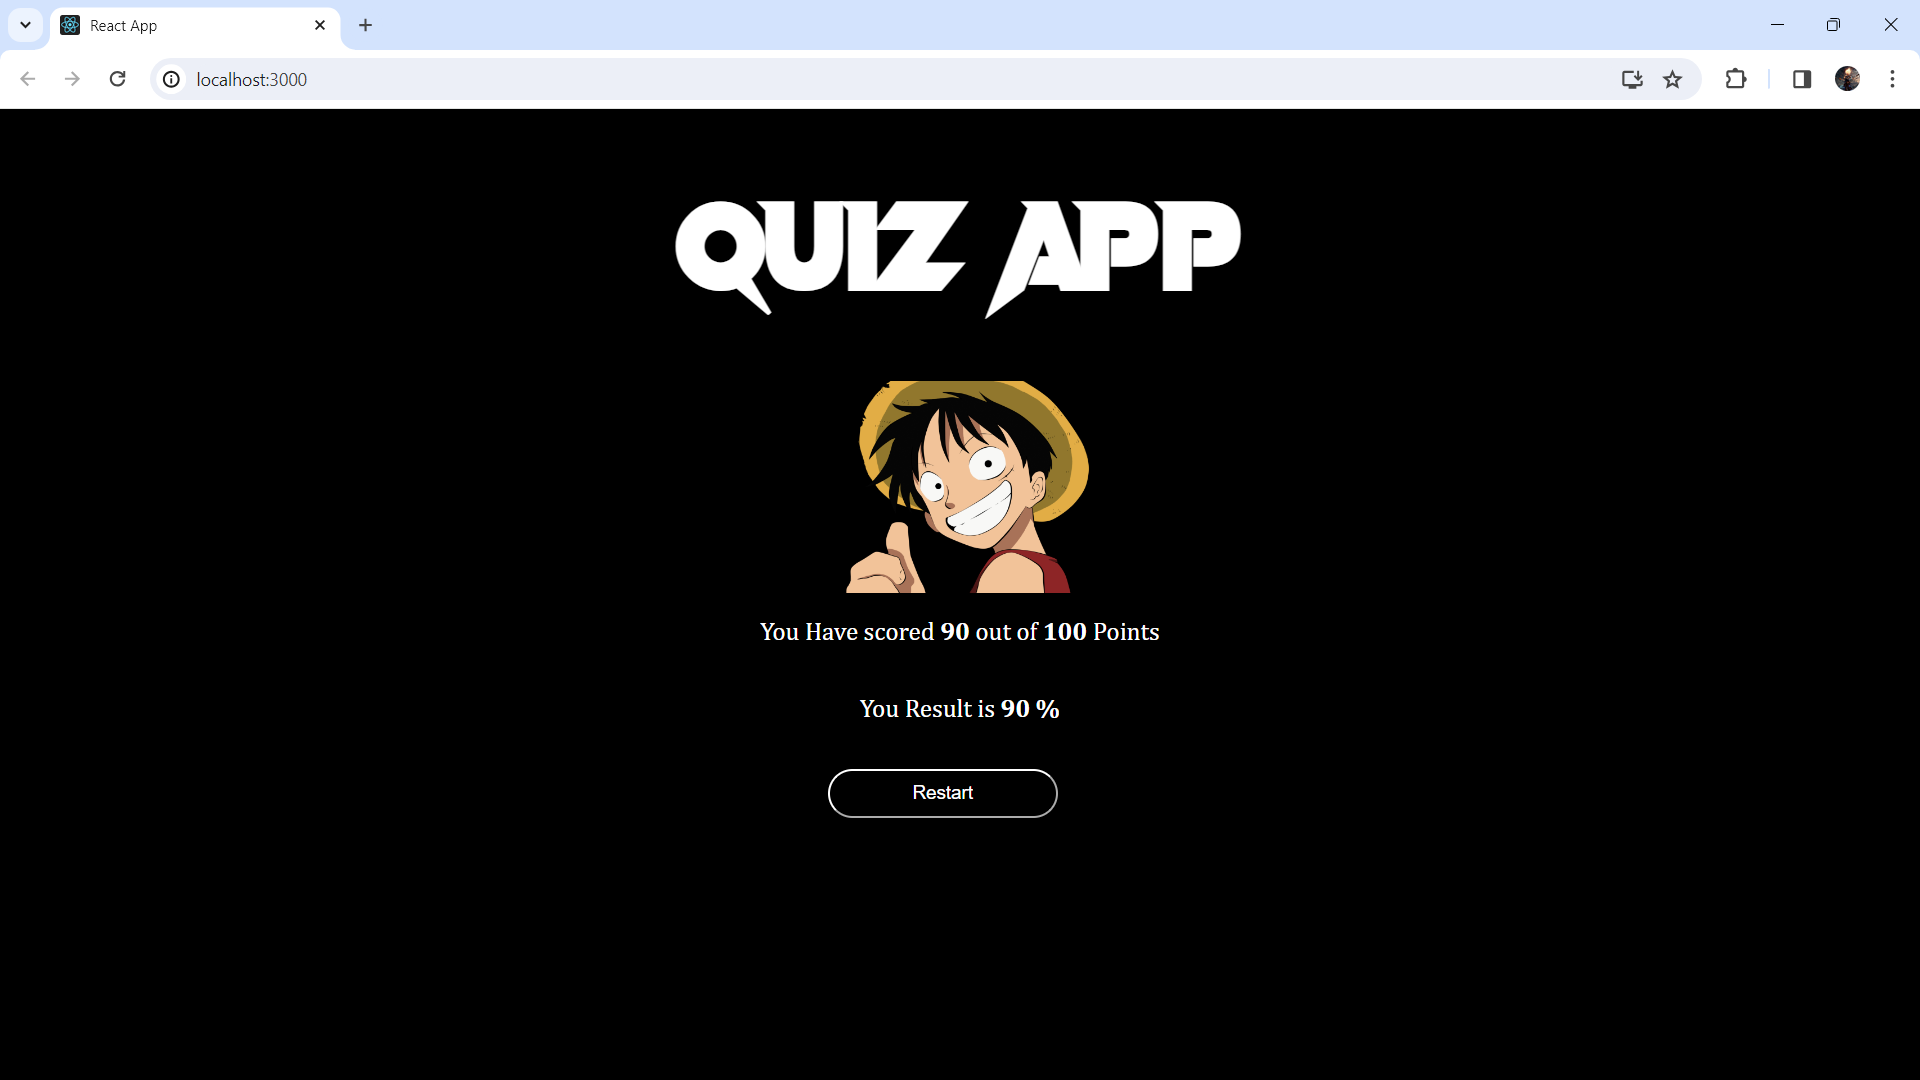 React App
localhost:3000
QUIZ APP
You Have scored 90 out of 100 Points
You Result is 90 %
Restart